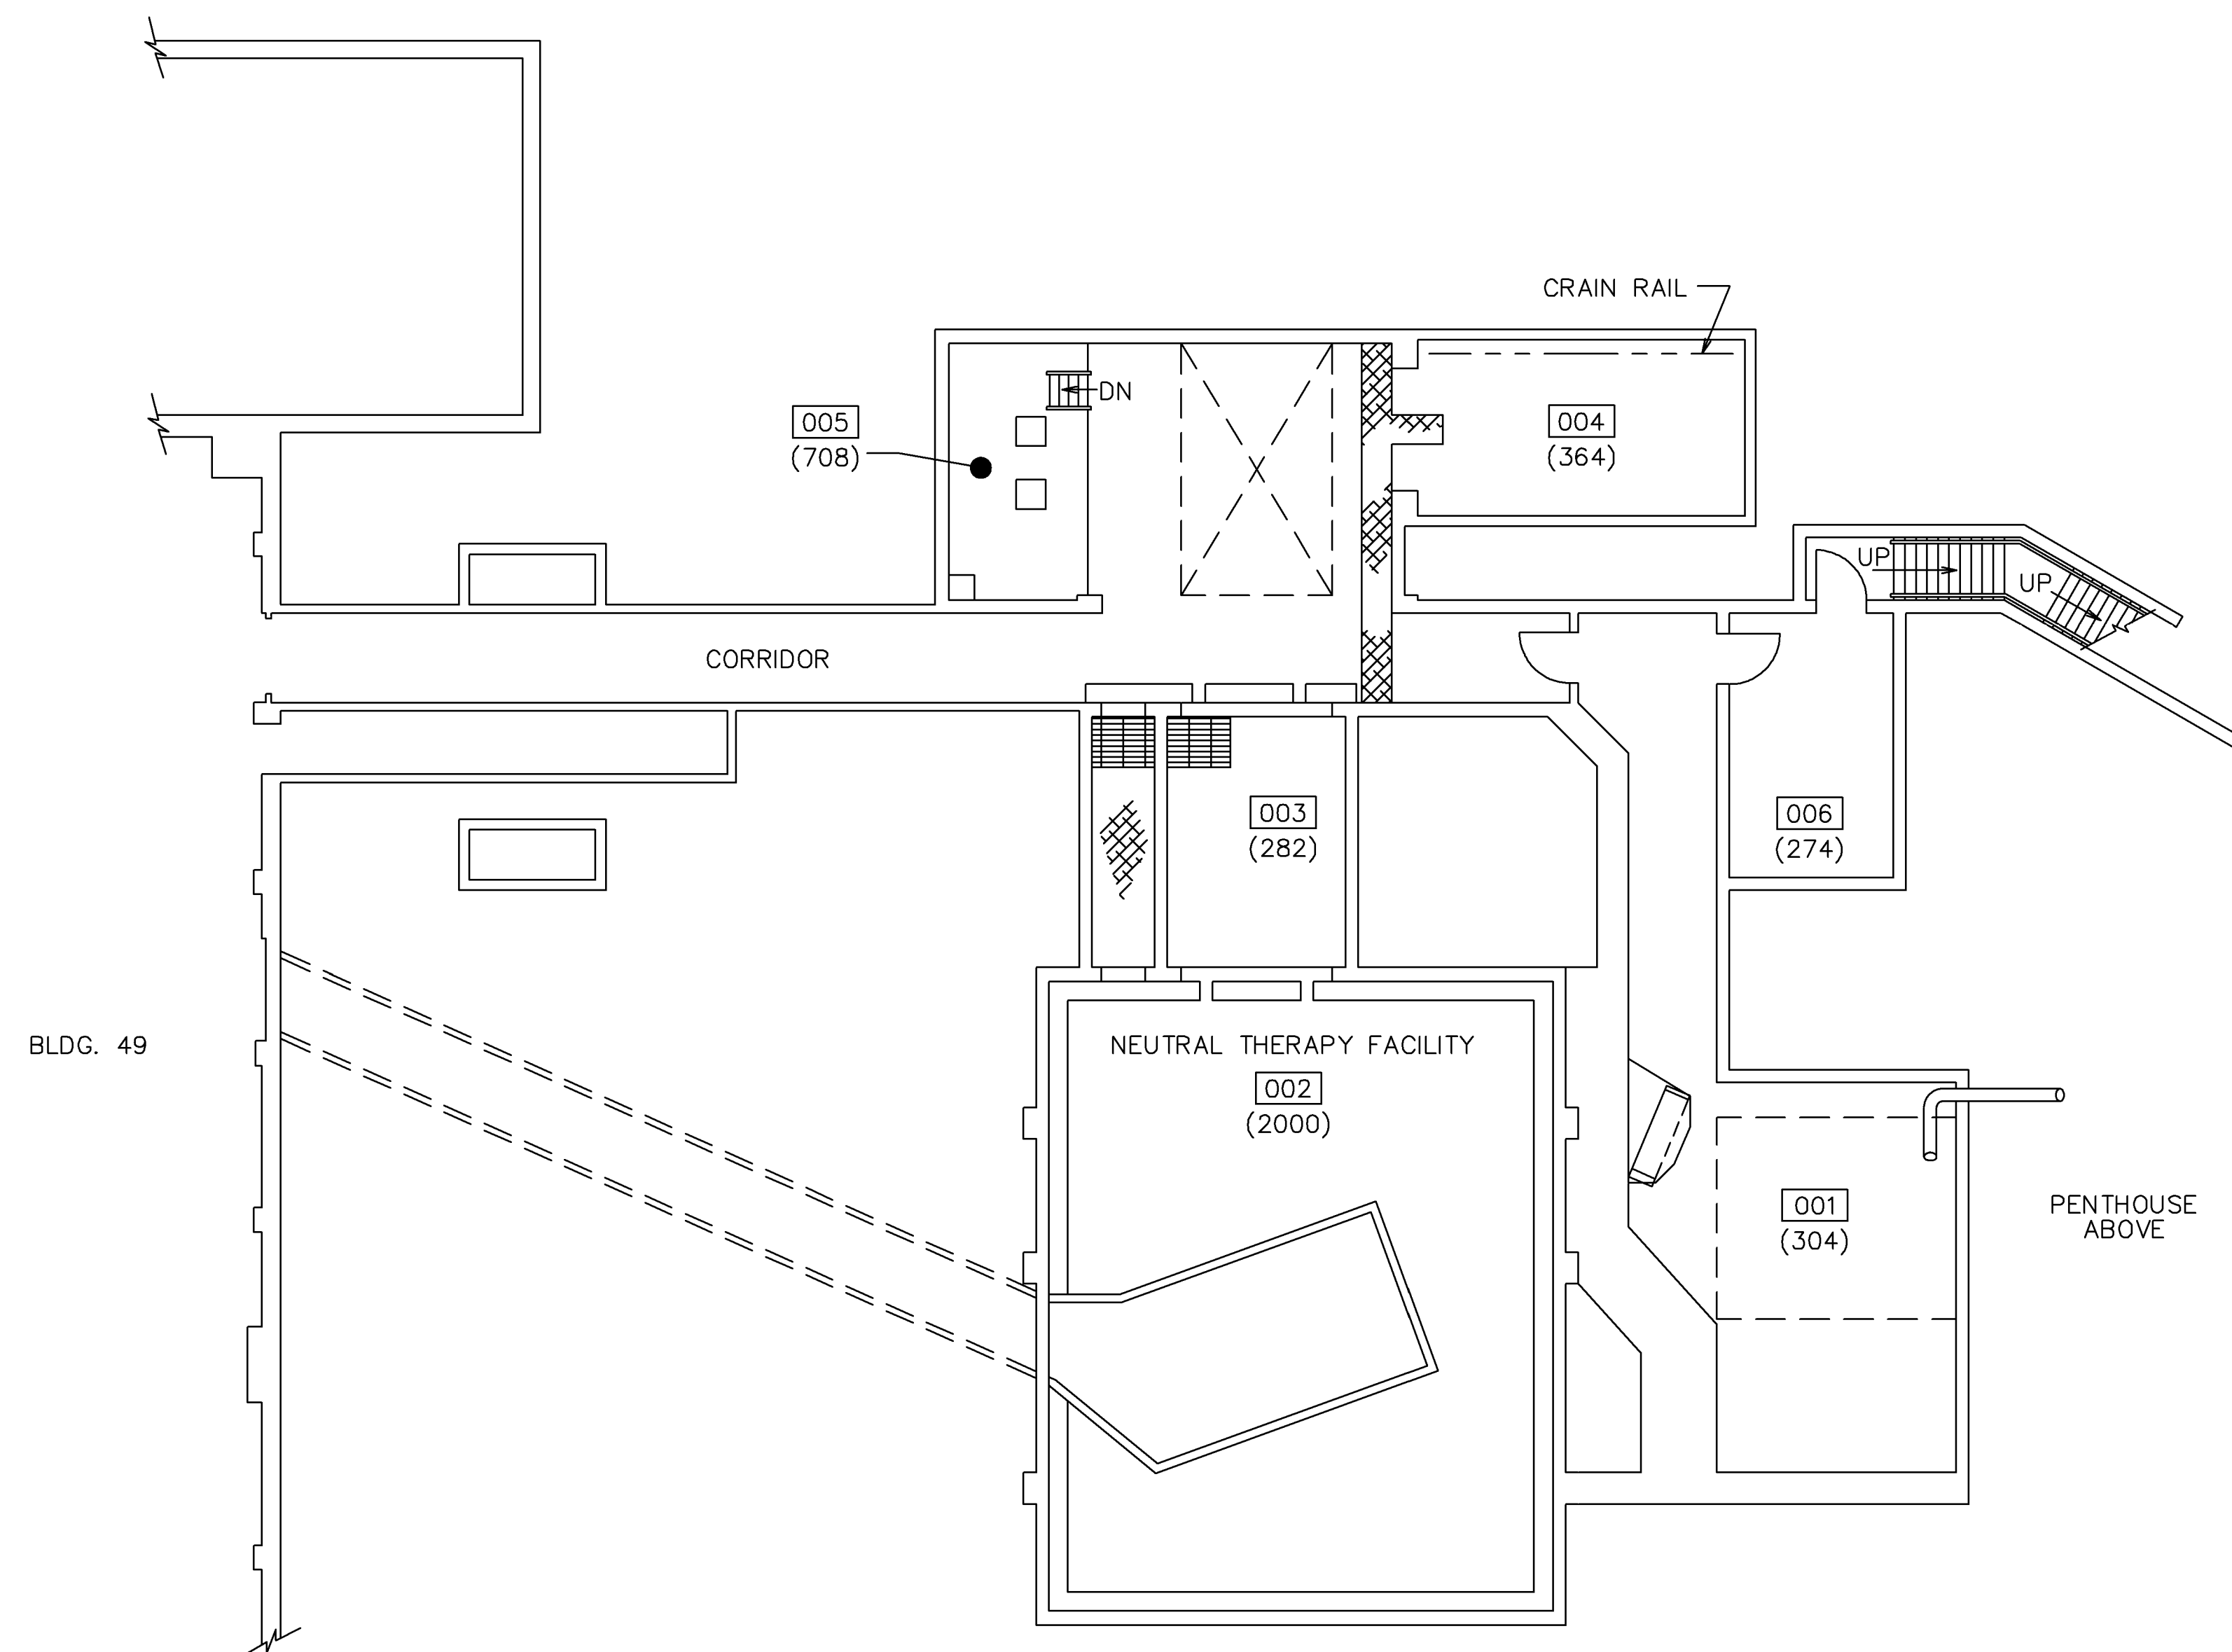 CRAIN RAIL
DN
005
(708)
004
(364)
UP
UP
CORRIDOR
003
(282)
006
(274)
BLDG. 49
NEUTRAL THERAPY FACILITY
002
(2000)
001
(304)
PENTHOUSE
ABOVE